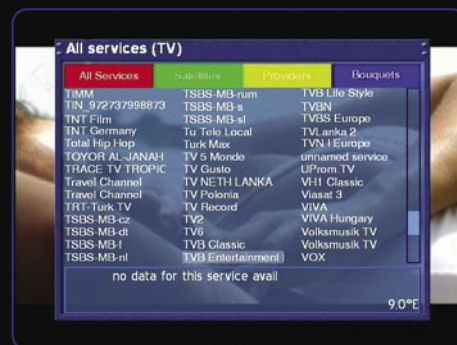 All services (TV)
All Services Satellites Providers Bouquets
TIMM TSBS-MB-rum TVB Life Style
TIN_972737998873 TSBS-MB-s TVBN
TNT Film TSBS-MB-sl TVBS Europe
TNT Germany Tu Tele Local TVLanka 2
Total Hip Hop Turk Max TVN I Europe
TOYOR AL-JANAH TV 5 Monde unnamed service
TRACE TV TROPIC TV Gusto UProm.TV
Travel Channel TV NETH LANKA VH1 Classic
Travel Channel TV Polonia Viasat 3
TRT-Turk TV TV Record VIVA
TSBS-MB-cz TV2 VIVA Hungary
TSBS-MB-dt TV6 Volksmusik TV
TSBS-MB-f TVB Classic Volksmusik TV
TSBS-MB-nl TVB Entertainment VOX
no data for this service avail
9.0°E